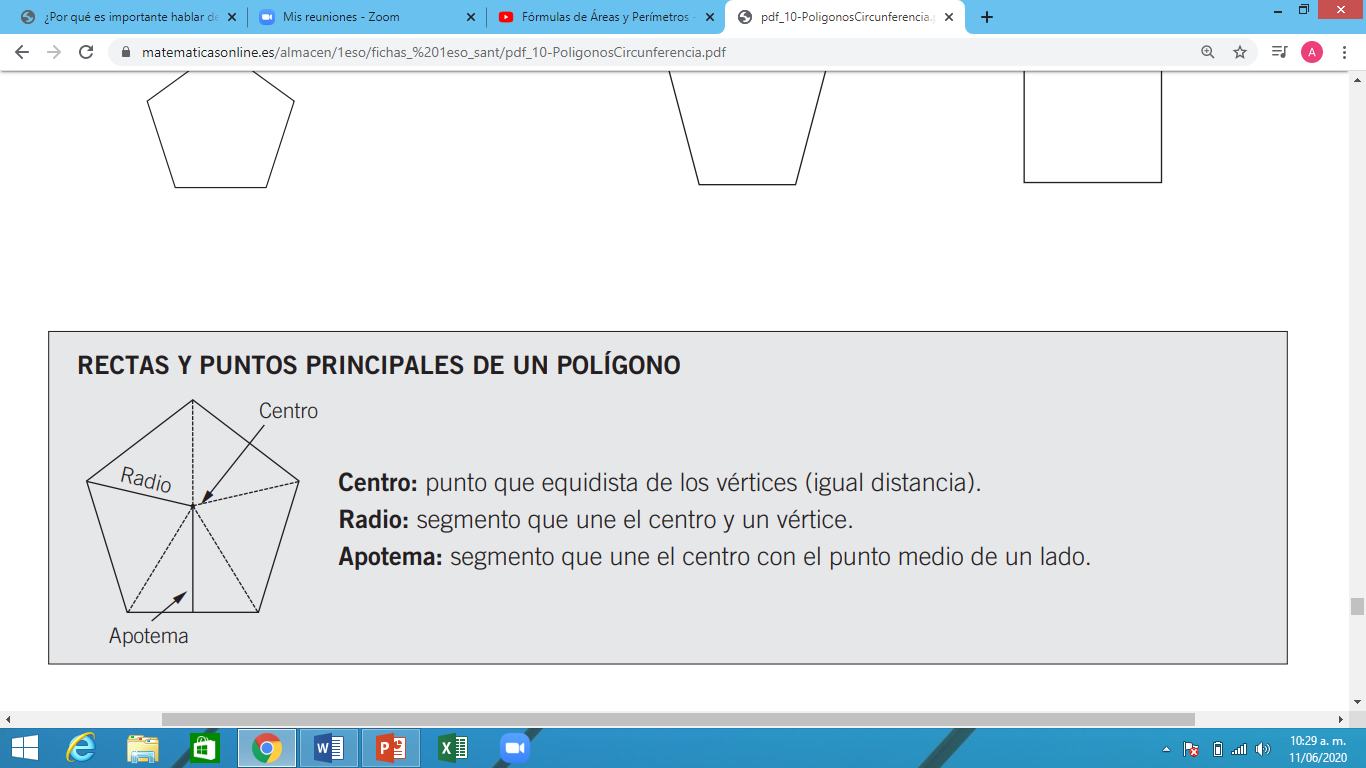 ¿Por qué es importante hablar de
Mis reuniones - Zoom
Fórmulas de Áreas y Perímetros -
pdf_10-PoligonosCircunferencia.p
matematicasonline.es/almacen/1eso/fichas_%201eso_sant/pdf_10-PoligonosCircunferencia.pdf
A
RECTAS Y PUNTOS PRINCIPALES DE UN POLÍGONO
Centro
Radio
Apotema
Centro: punto que equidista de los vértices (igual distancia).
Radio: segmento que une el centro y un vértice.
Apotema: segmento que une el centro con el punto medio de un lado.
10:29 a. m.
11/06/2020